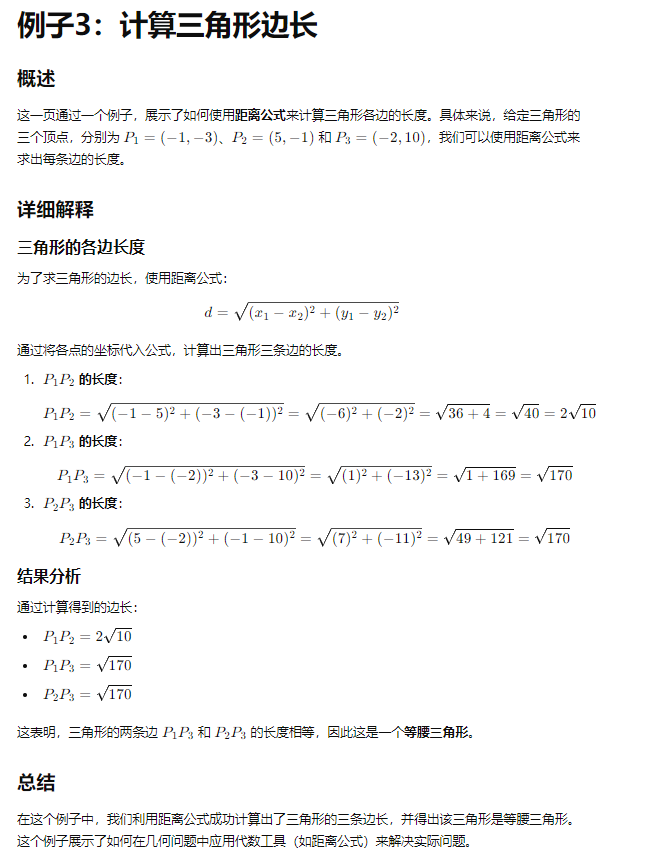 例子3：计算三角形边长
概述
这一页通过一个例子，展示了如何使用距离公式来计算三角形各边的长度。具体来说，给定三角形的
三个顶点，分别为 P₁ = (−1, −3)、P₂ = (5, −1) 和 P₃ = (−2, 10)，我们可以使用距离公式来
求出每条边的长度。
详细解释
三角形的各边长度
为了求三角形的边长，使用距离公式：
d = √((x₁ − x₂)² + (y₁ − y₂)²)
通过将各点的坐标代入公式，计算出三角形三条边的长度。
1. P₁P₂ 的长度：
P₁P₂ = √((−1 − 5)² + (−3 − (−1))²) = √((−6)² + (−2)²) = √(36 + 4) = √40 = 2√10
2. P₁P₃ 的长度：
P₁P₃ = √((−1 − (−2))² + (−3 − 10)²) = √((1)² + (−13)²) = √(1 + 169) = √170
3. P₂P₃ 的长度：
P₂P₃ = √((5 − (−2))² + (−1 − 10)²) = √((7)² + (−11)²) = √(49 + 121) = √170
结果分析
通过计算得到的边长：
• P₁P₂ = 2√10
• P₁P₃ = √170
• P₂P₃ = √170
这表明，三角形的两条边 P₁P₃ 和 P₂P₃ 的长度相等，因此这是一个等腰三角形。
总结
在这个例子中，我们利用距离公式成功计算出了三角形的三条边长，并得出该三角形是等腰三角形。
这个例子展示了如何在几何问题中应用代数工具（如距离公式）来解决实际问题。